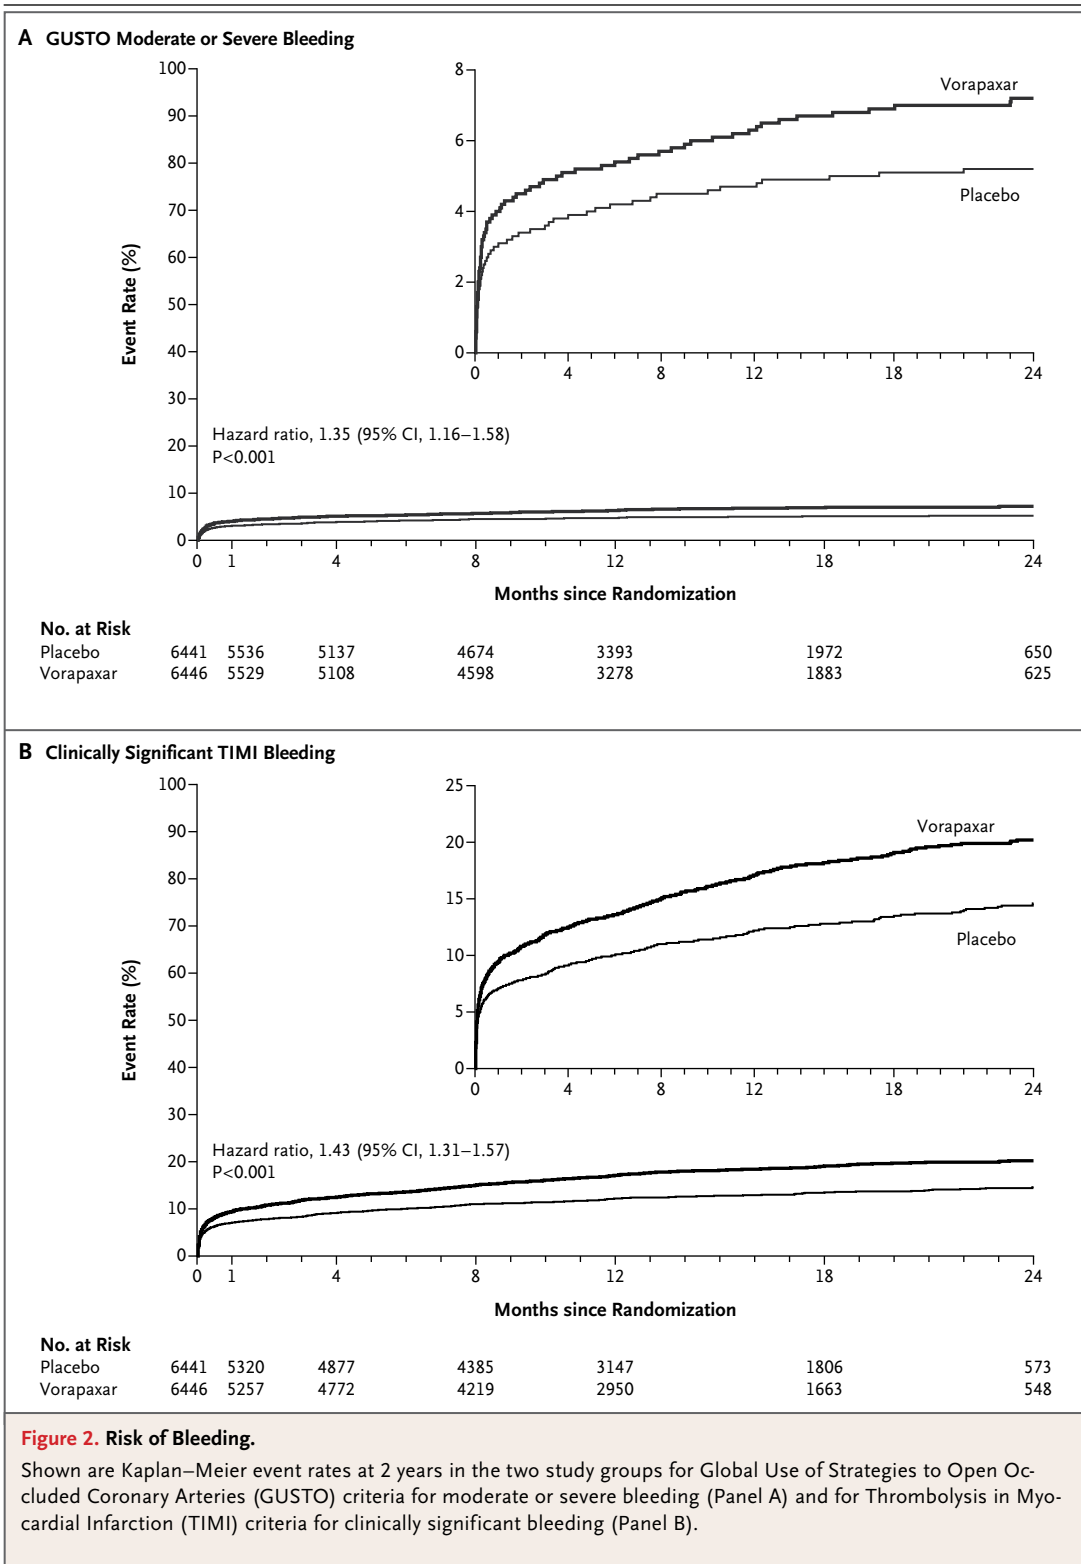 A GUSTO Moderate or Severe Bleeding
100
90
80
70
60
50
40
30
20
10
0
Event Rate (%)
8
6
4
2
0
Vorapaxar
Placebo
0 4 8 12 18 24
Hazard ratio, 1.35 (95% CI, 1.16–1.58)
P<0.001
0 1 4 8 12 18 24
Months since Randomization
No. at Risk
Placebo 6441 5536 5137 4674 3393 1972 650
Vorapaxar 6446 5529 5108 4598 3278 1883 625
B Clinically Significant TIMI Bleeding
100
90
80
70
60
50
40
30
20
10
0
Event Rate (%)
25
20
15
10
5
0
Vorapaxar
Placebo
0 4 8 12 18 24
Hazard ratio, 1.43 (95% CI, 1.31–1.57)
P<0.001
0 1 4 8 12 18 24
Months since Randomization
No. at Risk
Placebo 6441 5320 4877 4385 3147 1806 573
Vorapaxar 6446 5257 4772 4219 2950 1663 548
Figure 2. Risk of Bleeding.
Shown are Kaplan–Meier event rates at 2 years in the two study groups for Global Use of Strategies to Open Oc-
cluded Coronary Arteries (GUSTO) criteria for moderate or severe bleeding (Panel A) and for Thrombolysis in Myo-
cardial Infarction (TIMI) criteria for clinically significant bleeding (Panel B).